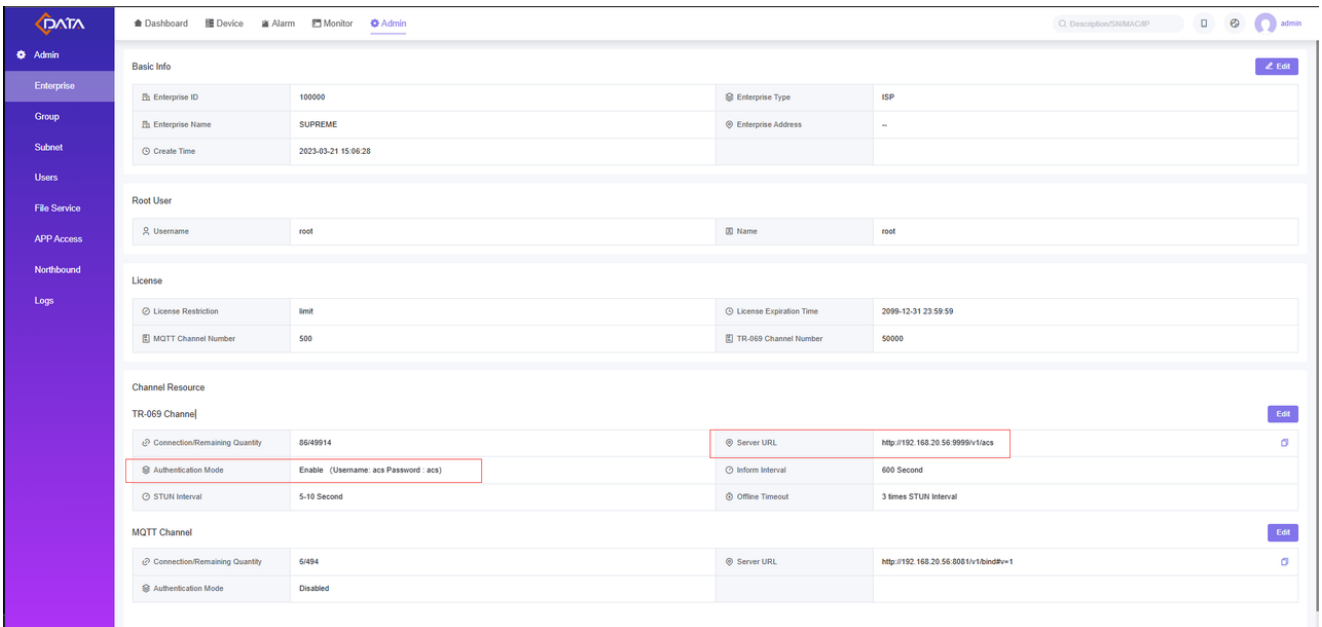 DATA
Dashboard Device Alarm Monitor Admin
Description/SN/MAC/IP
admin
Admin
Enterprise
Group
Subnet
Users
File Service
APP Access
Northbound
Logs
Basic Info
Edit
Enterprise ID 100000 Enterprise Type ISP
Enterprise Name SUPREME Enterprise Address --
Create Time 2023-03-21 15:06:28
Root User
Username root Name root
License
License Restriction limit License Expiration Time 2099-12-31 23:59:59
MQTT Channel Number 500 TR-069 Channel Number 50000
Channel Resource
TR-069 Channel
Edit
Connection/Remaining Quantity 86/49914 Server URL http://192.168.20.56:9999/v1/acs
Authentication Mode Enable (Username: acs Password : acs) Inform Interval 600 Second
STUN Interval 5-10 Second Offline Timeout 3 times STUN Interval
MQTT Channel
Edit
Connection/Remaining Quantity 6/494 Server URL http://192.168.20.56:8081/v1/bind#v=1
Authentication Mode Disabled